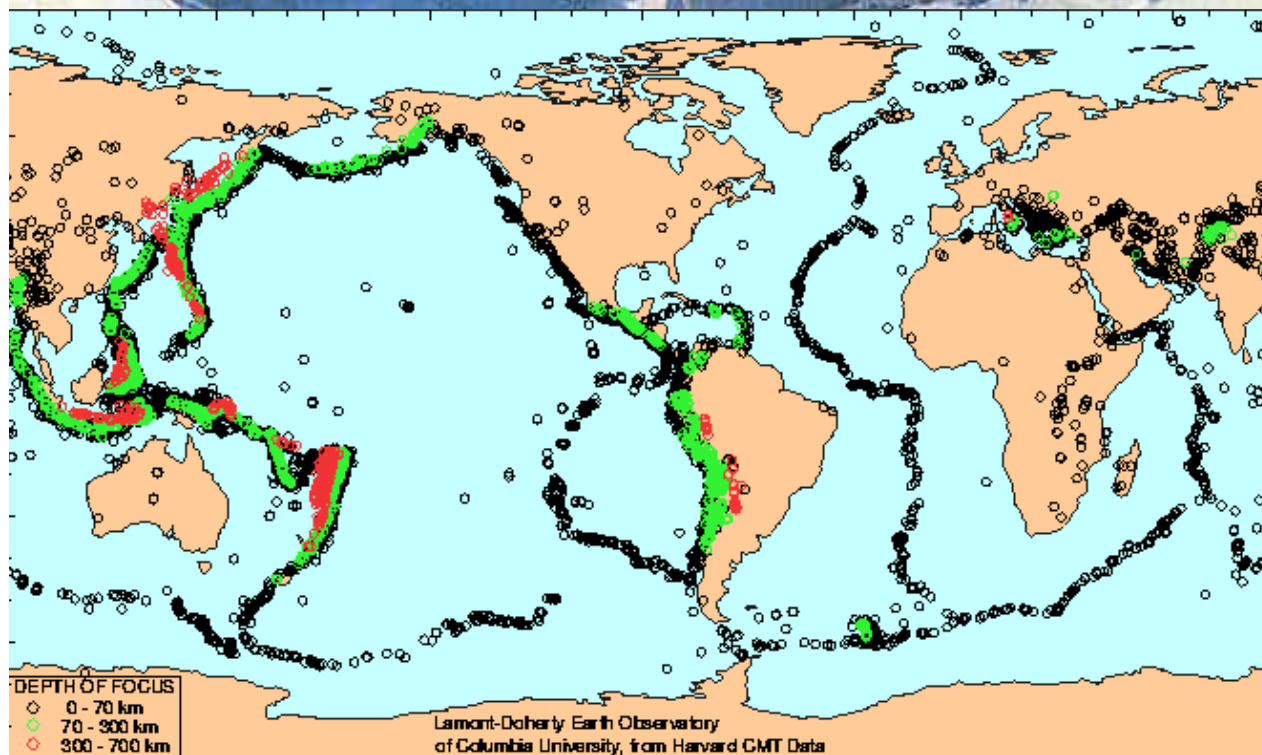 DEPTH OF FOCUS
0 - 70 km
70 - 300 km
300 - 700 km
Lamont-Doherty Earth Observatory
of Columbia University, from Harvard CMT Data